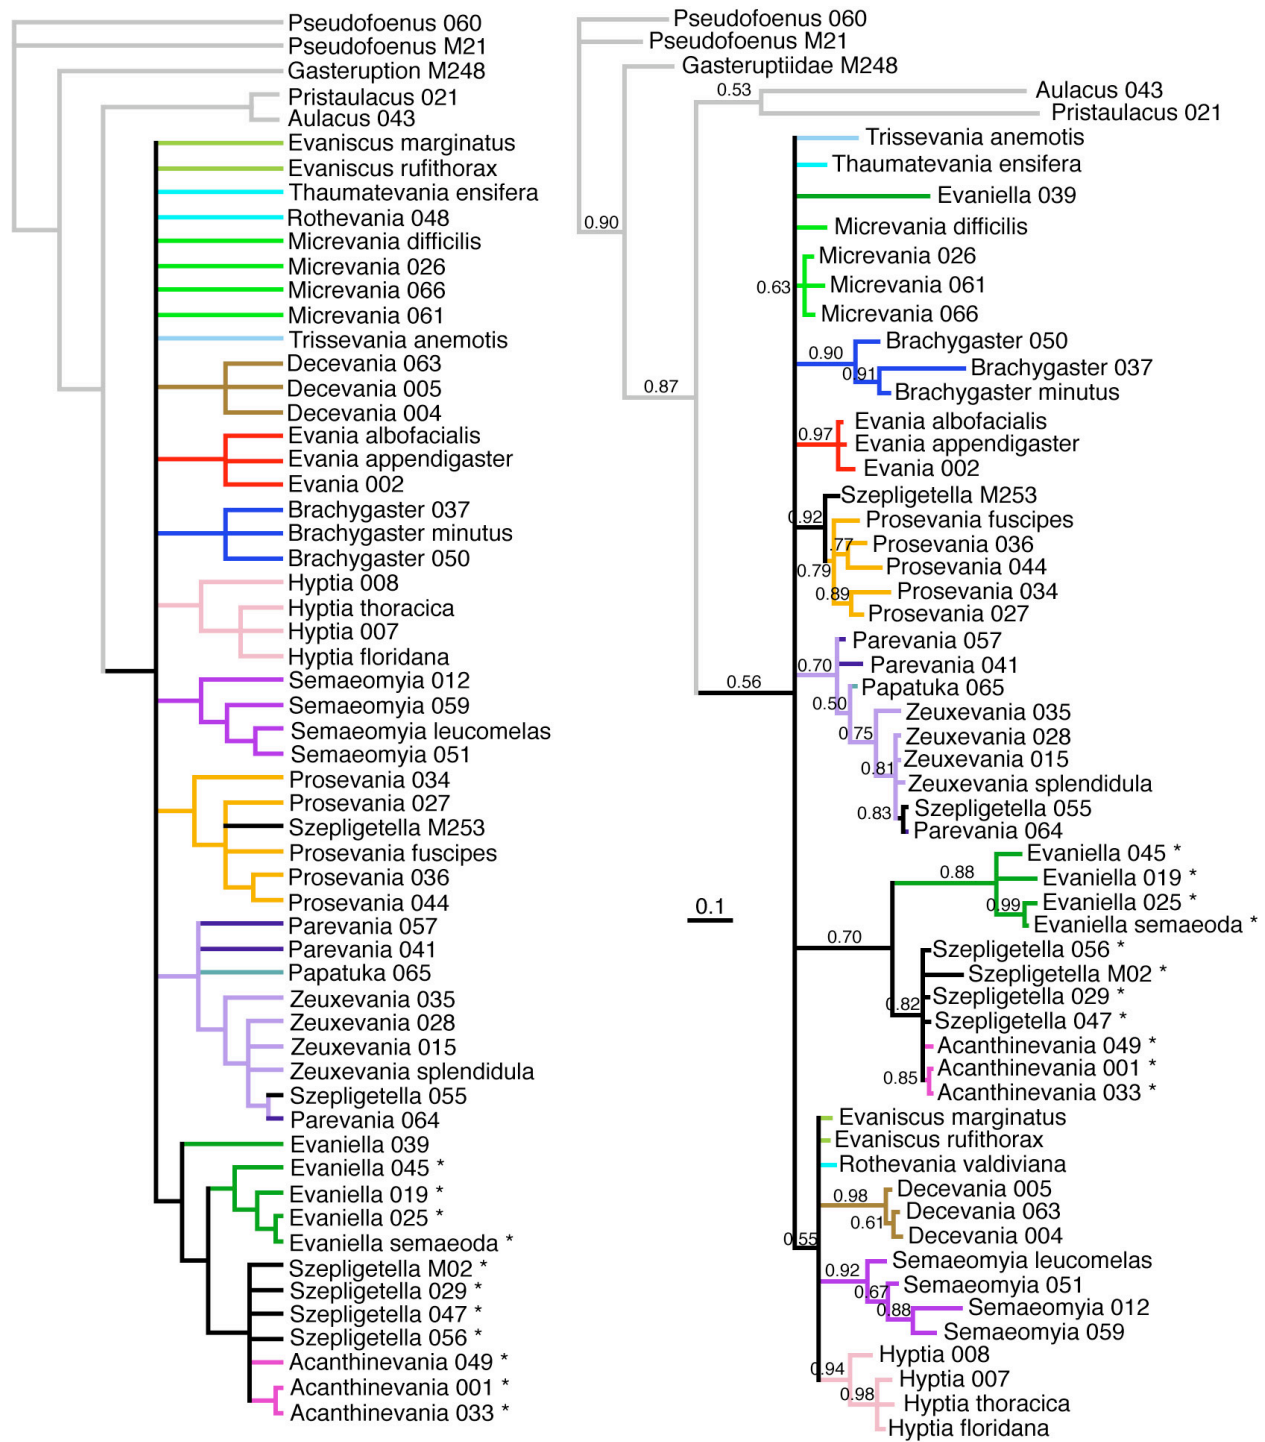 Pseudofoenus 060
Pseudofoenus M21
Gasteruption M248
Pristaulacus 021
Aulacus 043
Evaniscus marginatus
Evaniscus rufithorax
Thaumatevania ensifera
Rothevania 048
Micrevania difficilis
Micrevania 026
Micrevania 066
Micrevania 061
Trissevania anemotis
Decevania 063
Decevania 005
Decevania 004
Evania albofacialis
Evania appendigaster
Evania 002
Brachygaster 037
Brachygaster minutus
Brachygaster 050
Hyptia 008
Hyptia thoracica
Hyptia 007
Hyptia floridana
Semaeomyia 012
Semaeomyia 059
Semaeomyia leucomelas
Semaeomyia 051
Prosevania 034
Prosevania 027
Szepligetella M253
Prosevania fuscipes
Prosevania 036
Prosevania 044
Parevania 057
Parevania 041
Papatuka 065
Zeuxevania 035
Zeuxevania 028
Zeuxevania 015
Zeuxevania splendidula
Szepligetella 055
Parevania 064
Evaniella 039
Evaniella 045 *
Evaniella 019 *
Evaniella 025 *
Evaniella semaeoda *
Szepligetella M02 *
Szepligetella 029 *
Szepligetella 047 *
Szepligetella 056 *
Acanthinevania 049 *
Acanthinevania 001 *
Acanthinevania 033 *
Pseudofoenus 060
Pseudofoenus M21
Gasteruptiidae M248
0.53
Aulacus 043
Pristaulacus 021
Trissevania anemotis
Thaumatevania ensifera
Evaniella 039
0.90
Micrevania difficilis
Micrevania 026
0.63
Micrevania 061
Micrevania 066
Brachygaster 050
0.90
Brachygaster 037
0.91
Brachygaster minutus
0.87
Evania albofacialis
0.97
Evania appendigaster
Evania 002
Szepligetella M253
0.92
Prosevania fuscipes
.77
Prosevania 036
0.79
Prosevania 044
0.89
Prosevania 034
Prosevania 027
Parevania 057
0.70
Parevania 041
0.56
Papatuka 065
0.50
Zeuxevania 035
0.75
Zeuxevania 028
Zeuxevania 015
0.81
Zeuxevania splendidula
Szepligetella 055
0.83
Parevania 064
Evaniella 045 *
0.88
Evaniella 019 *
0.99
Evaniella 025 *
Evaniella semaeoda *
0.1
0.70
Szepligetella 056 *
Szepligetella M02 *
Szepligetella 029 *
0.82
Szepligetella 047 *
Acanthinevania 049 *
Acanthinevania 001 *
0.85
Acanthinevania 033 *
Evaniscus marginatus
Evaniscus rufithorax
Rothevania valdiviana
Decevania 005
0.98
Decevania 063
0.61
Decevania 004
0.55
Semaeomyia leucomelas
0.92
Semaeomyia 051
0.67
Semaeomyia 012
0.88
Semaeomyia 059
Hyptia 008
0.94
Hyptia 007
0.98
Hyptia thoracica
Hyptia floridana